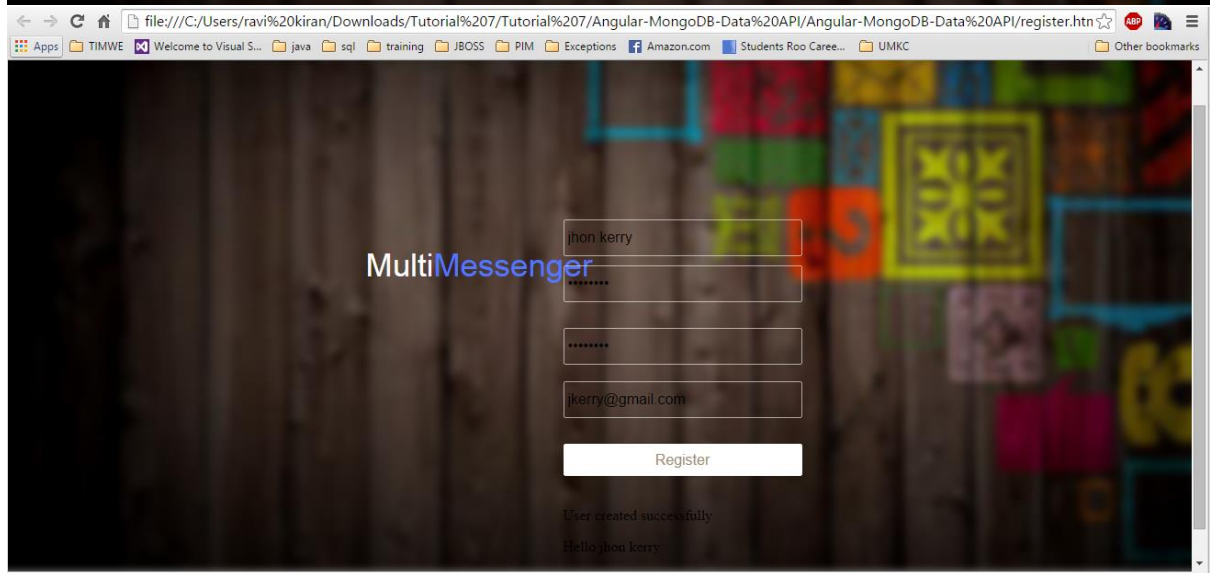 file:///C:/Users/ravi%20kiran/Downloads/Tutorial%207/Tutorial%207/Angular-MongoDB-Data%20API/Angular-MongoDB-Data%20API/register.htn
ABP
Apps TIMWE Welcome to Visual S... java sql training JBOSS PIM Exceptions Amazon.com Students Roo Caree... UMKC Other bookmarks
jhon kerry
MultiMessenger
••••••••
••••••••
jkerry@gmail.com
Register
User created successfully
Hello jhon kerry